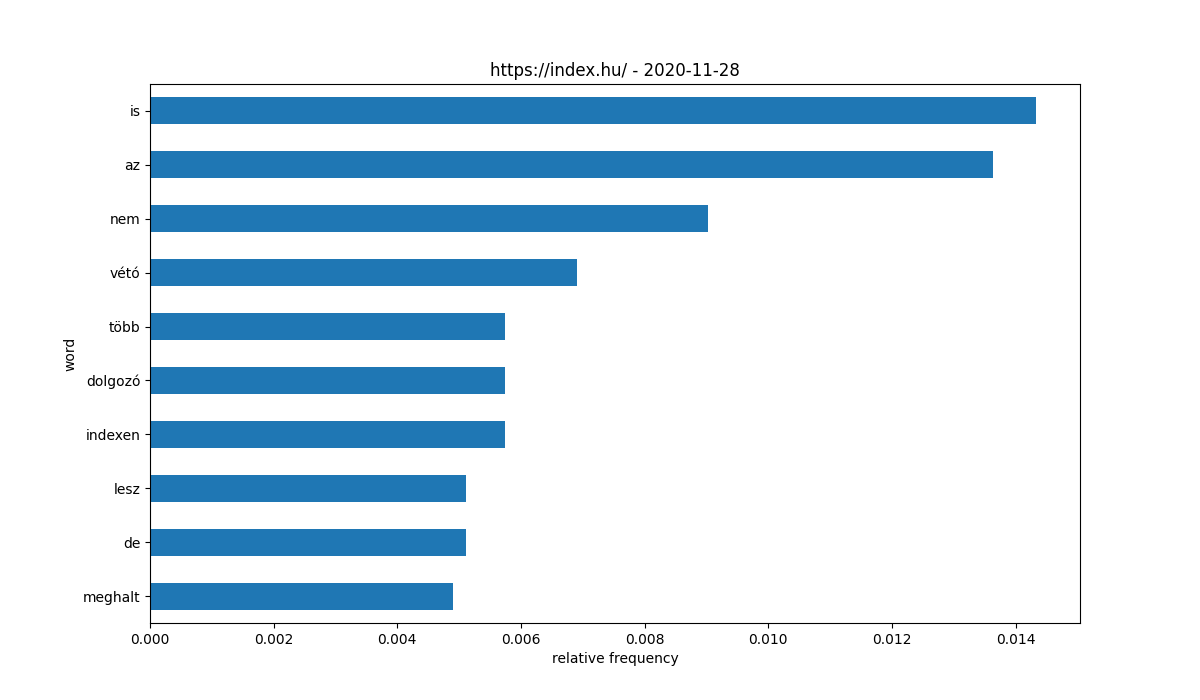 https://index.hu/ - 2020-11-28
is
az
nem
vétó
több
dolgozó
indexen
lesz
de
meghalt
word
0.000 0.002 0.004 0.006 0.008 0.010 0.012 0.014
relative frequency